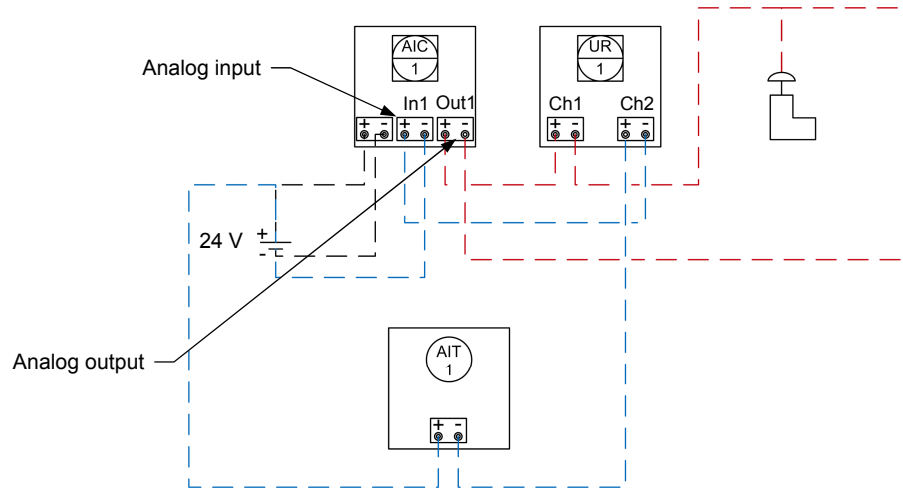 AIC
1
UR
1
Analog input
In1 Out1
Ch1 Ch2
+ - + - + -
+ - + -
24 V
+
-
Analog output
AIT
1
+ -